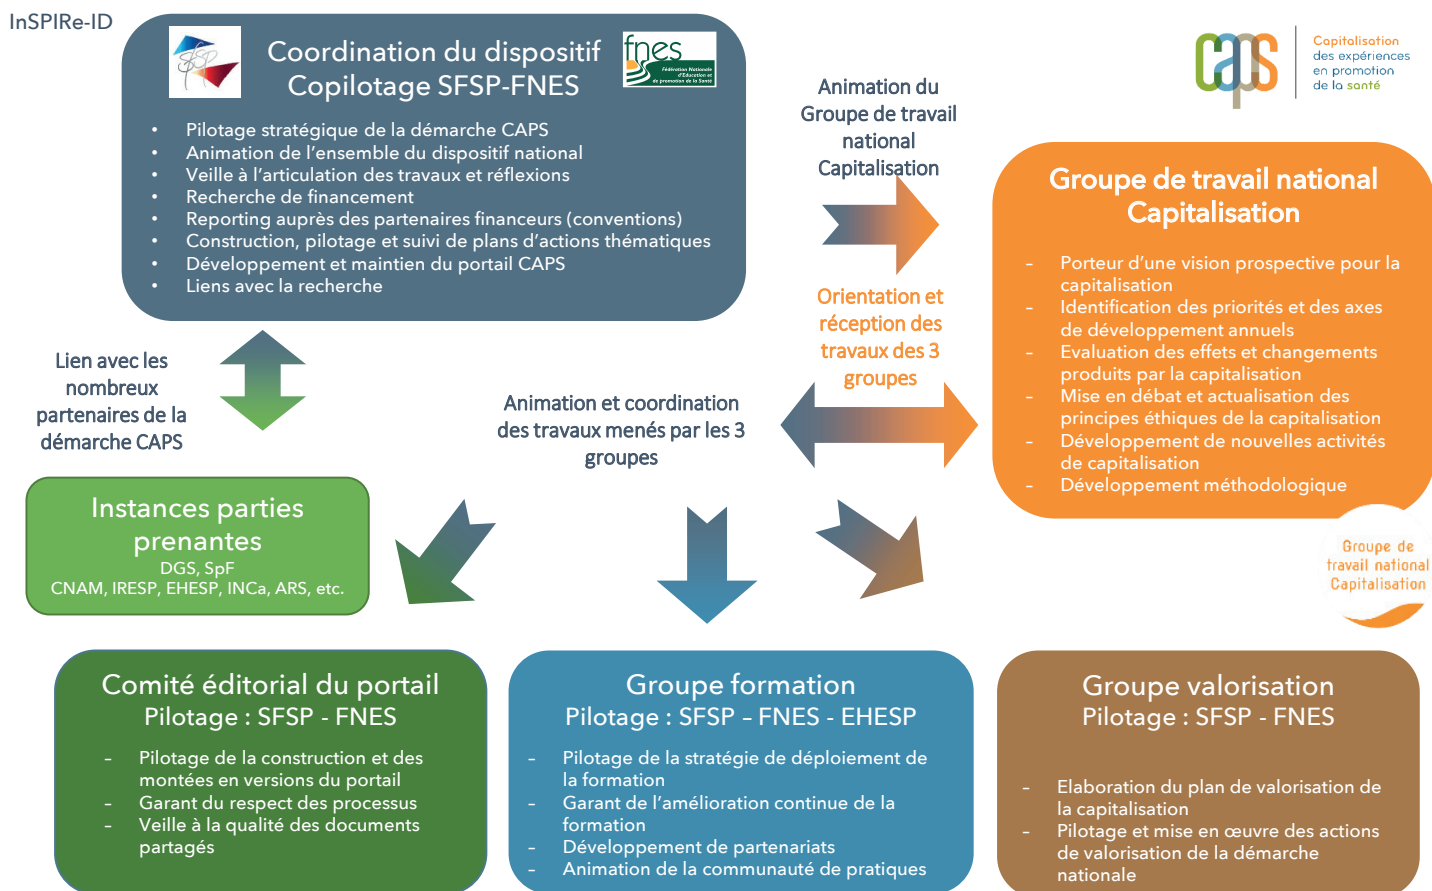 InSPIRe-ID
SFSP
Coordination du dispositif
Copilotage SFSP-FNES
fnes
Fédération Nationale
d'Education et
de promotion de la Santé
• Pilotage stratégique de la démarche CAPS
• Animation de l'ensemble du dispositif national
• Veille à l'articulation des travaux et réflexions
• Recherche de financement
• Reporting auprès des partenaires financeurs (conventions)
• Construction, pilotage et suivi de plans d'actions thématiques
• Développement et maintien du portail CAPS
• Liens avec la recherche
Animation du
Groupe de travail
national
Capitalisation
caps
Capitalisation
des expériences
en promotion
de la santé
Groupe de travail national
Capitalisation
– Porteur d'une vision prospective pour la
capitalisation
– Identification des priorités et des axes
de développement annuels
– Evaluation des effets et changements
produits par la capitalisation
– Mise en débat et actualisation des
principes éthiques de la capitalisation
– Développement de nouvelles activités
de capitalisation
– Développement méthodologique
Orientation et
réception des
travaux des 3
groupes
Lien avec les
nombreux
partenaires de la
démarche CAPS
Animation et coordination
des travaux menés par les 3
groupes
Instances parties
prenantes
DGS, SpF
CNAM, IRESP, EHESP, INCa, ARS, etc.
Groupe de
travail national
Capitalisation
Comité éditorial du portail
Pilotage : SFSP - FNES
– Pilotage de la construction et des
montées en versions du portail
– Garant du respect des processus
– Veille à la qualité des documents
partagés
Groupe formation
Pilotage : SFSP – FNES - EHESP
– Pilotage de la stratégie de déploiement de
la formation
– Garant de l'amélioration continue de la
formation
– Développement de partenariats
– Animation de la communauté de pratiques
Groupe valorisation
Pilotage : SFSP - FNES
– Elaboration du plan de valorisation de
la capitalisation
– Pilotage et mise en œuvre des actions
de valorisation de la démarche
nationale